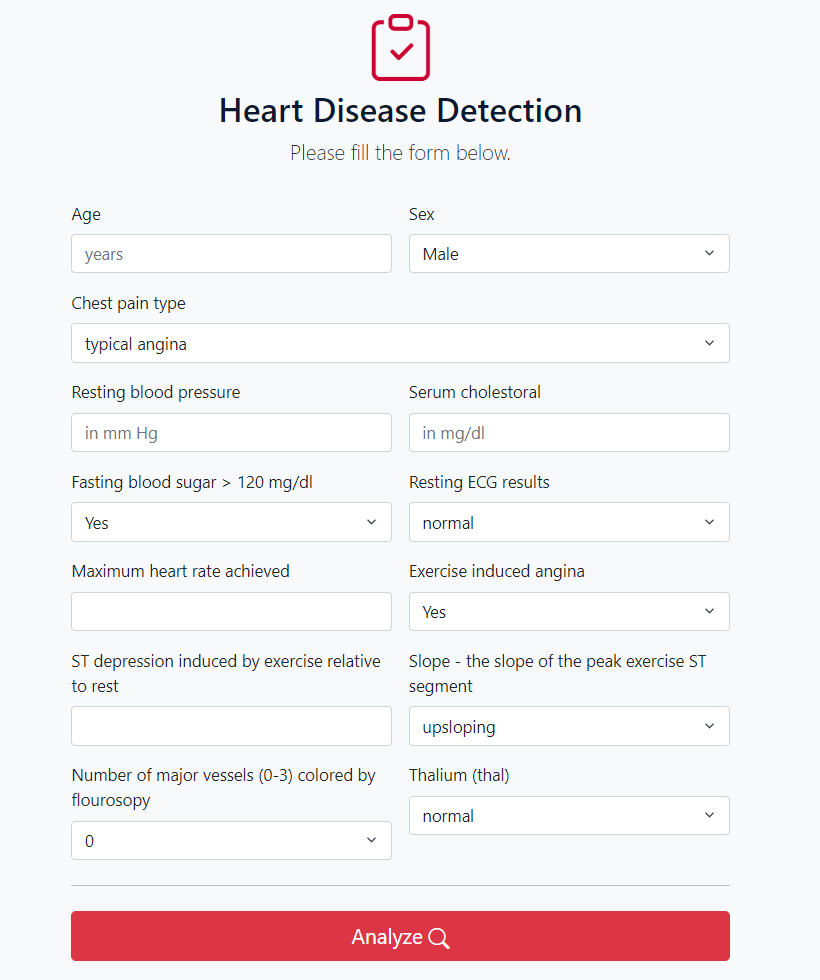 Heart Disease Detection
Please fill the form below.
Age
Sex
years
Male
Chest pain type
typical angina
Resting blood pressure
Serum cholestoral
in mm Hg
in mg/dl
Fasting blood sugar > 120 mg/dl
Resting ECG results
Yes
normal
Maximum heart rate achieved
Exercise induced angina
Yes
ST depression induced by exercise relative
to rest
Slope - the slope of the peak exercise ST
segment
upsloping
Number of major vessels (0-3) colored by
flourosopy
Thalium (thal)
0
normal
Analyze